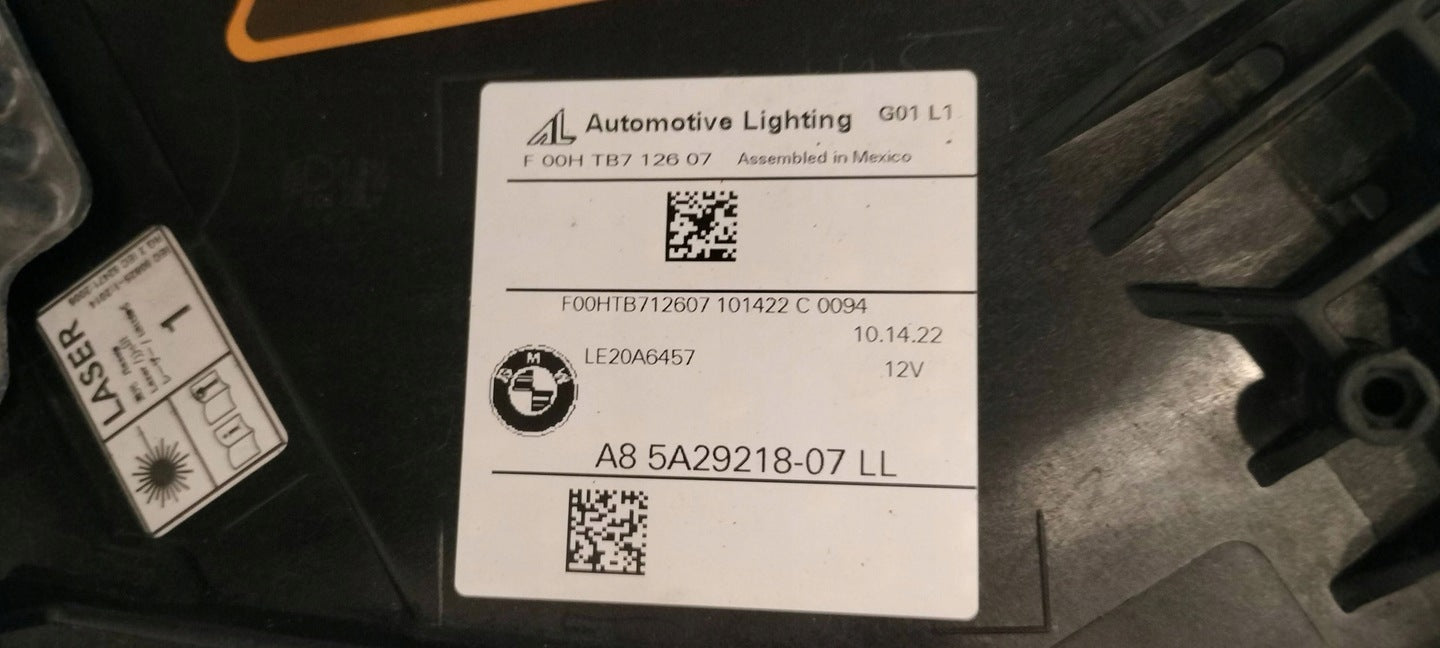 Automotive Lighting G01 L1
F 00H TB7 126 07 Assembled in Mexico
F00HTB712607 101422 C 0094
10.14.22
LE20A6457
12V
BMW
A8 5A29218-07 LL
LASER
1